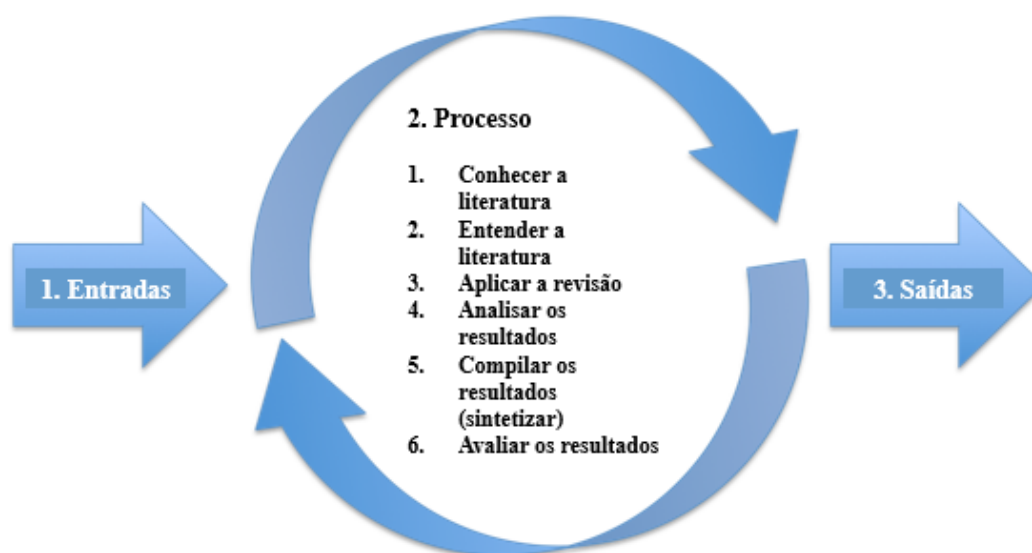 2. Processo
1. Conhecer a
literatura
2. Entender a
literatura
3. Aplicar a revisão
4. Analisar os
resultados
5. Compilar os
resultados
(sintetizar)
6. Avaliar os resultados
1. Entradas
3. Saídas